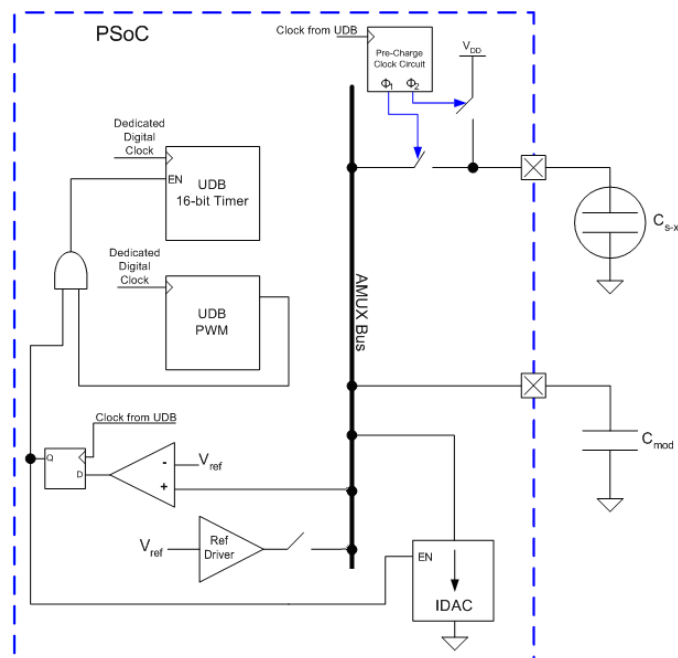 PSoC
Clock from UDB
Pre-Charge
Clock Circuit
Φ1 Φ2
VDD
Dedicated
Digital
Clock
EN
UDB
16-bit Timer
Cs-x
Dedicated
Digital
Clock
UDB
PWM
AMUX Bus
Clock from UDB
Q
D
-
+
Vref
Cmod
Vref
Ref
Driver
EN
IDAC